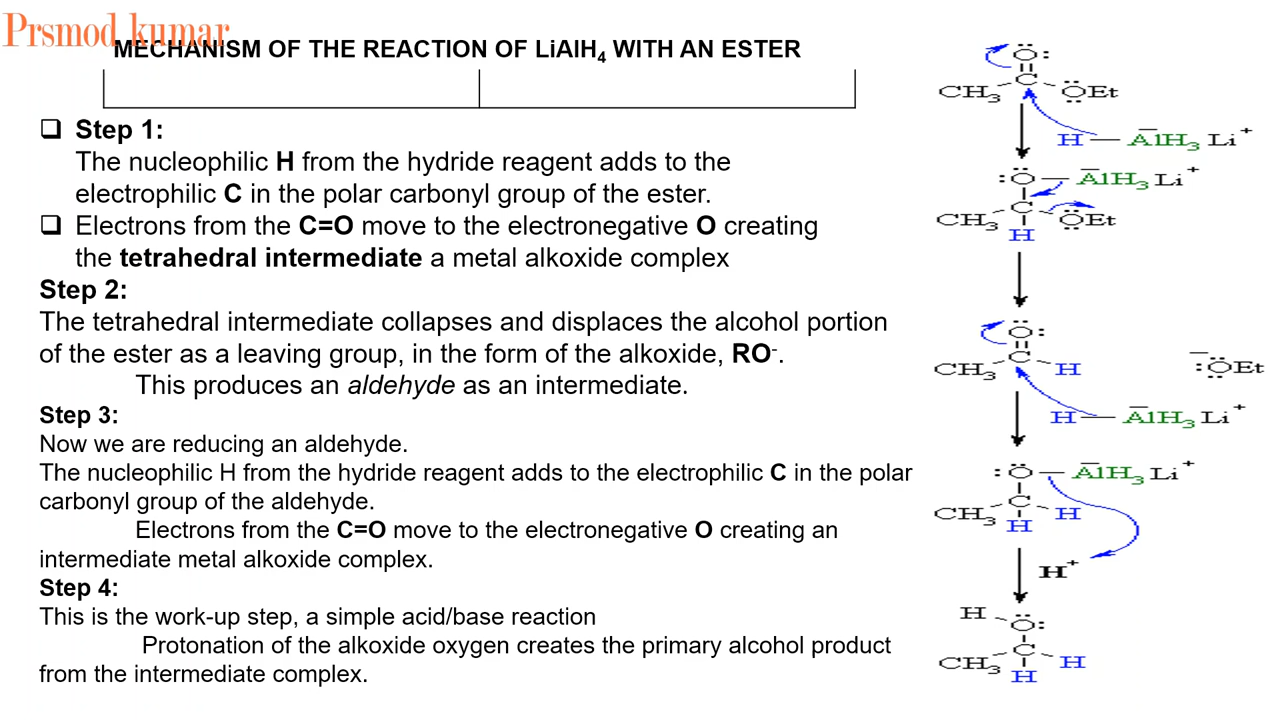 Prsmod kumar
MECHANISM OF THE REACTION OF LiAlH₄ WITH AN ESTER
❑ Step 1:
The nucleophilic H from the hydride reagent adds to the
electrophilic C in the polar carbonyl group of the ester.
❑ Electrons from the C=O move to the electronegative O creating
the tetrahedral intermediate a metal alkoxide complex
Step 2:
The tetrahedral intermediate collapses and displaces the alcohol portion
of the ester as a leaving group, in the form of the alkoxide, RO⁻.
This produces an aldehyde as an intermediate.
Step 3:
Now we are reducing an aldehyde.
The nucleophilic H from the hydride reagent adds to the electrophilic C in the polar
carbonyl group of the aldehyde.
Electrons from the C=O move to the electronegative O creating an
intermediate metal alkoxide complex.
Step 4:
This is the work-up step, a simple acid/base reaction
Protonation of the alkoxide oxygen creates the primary alcohol product
from the intermediate complex.
:O:
C
CH₃ OEt
H — AlH₃ Li⁺
:O — AlH₃ Li⁺
C
CH₃ OEt
H
O:
C
CH₃ H :OEt
H — AlH₃ Li⁺
:O — AlH₃ Li⁺
C
CH₃ H
H
H⁺
H O:
C
CH₃ H
H